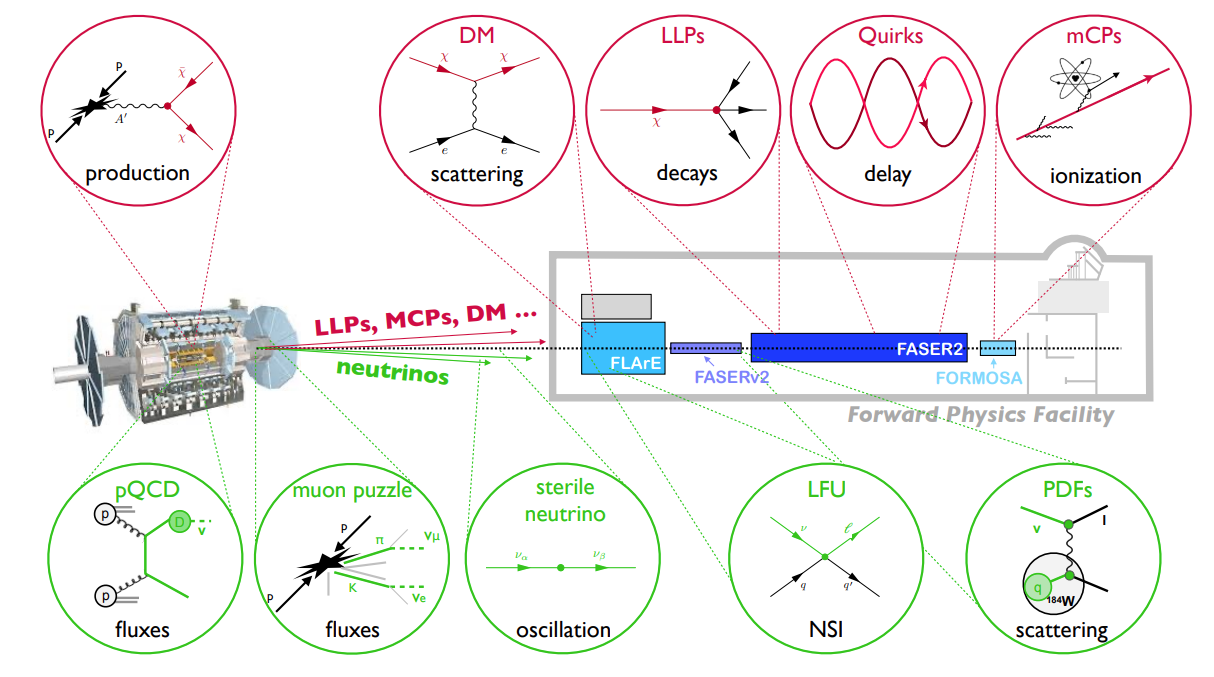 DM
LLPs
Quirks
mCPs
P
P
A′
χ̄
χ
production
χ
χ
e
e
scattering
χ
decays
delay
ionization
LLPs, MCPs, DM ...
neutrinos
FLArE
FASERν2
FASER2
FORMOSA
Forward Physics Facility
pQCD
p
p
D
ν
fluxes
muon puzzle
P
P
π
K
νμ
νe
fluxes
sterile
neutrino
να
νβ
oscillation
LFU
ν
ℓ
q
q′
NSI
PDFs
ν
l
q
184W
scattering